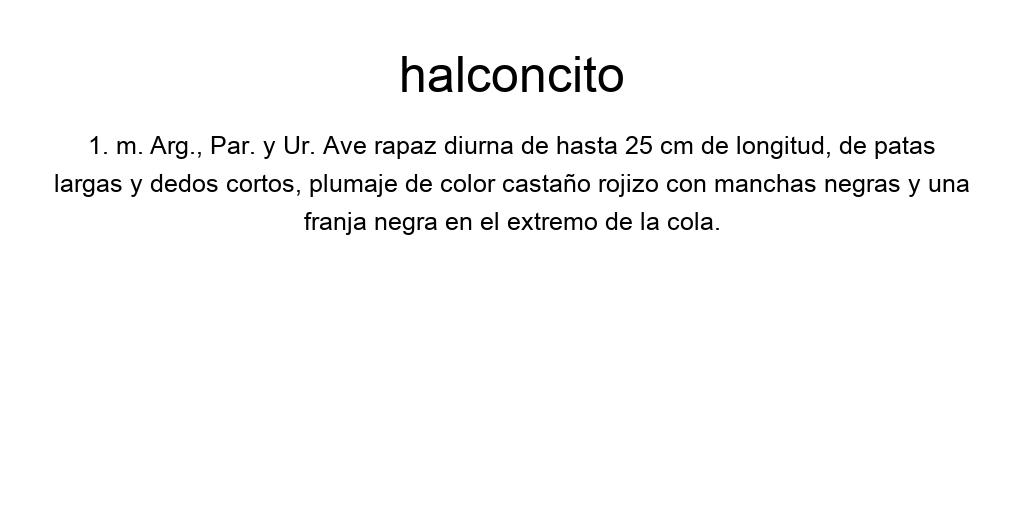 halconcito
1. m. Arg., Par. y Ur. Ave rapaz diurna de hasta 25 cm de longitud, de patas
largas y dedos cortos, plumaje de color castaño rojizo con manchas negras y una
franja negra en el extremo de la cola.